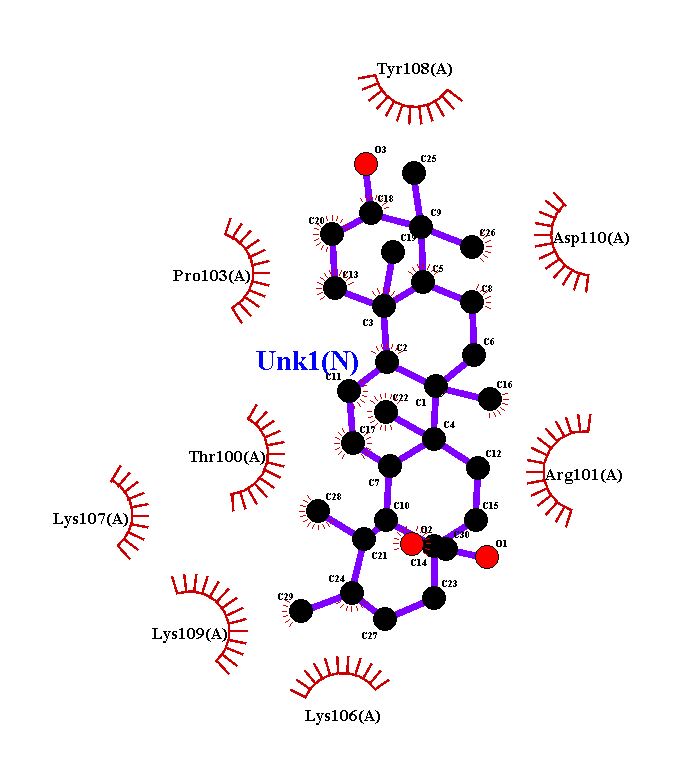 Tyr108(A)
O3
C25
C18
C20
C9
C19
C26
Asp110(A)
Pro103(A)
C13
C5
C8
C3
C2
C6
Unk1(N)
C11
C1
C16
C22
C4
C17
C12
Thr100(A)
C7
Arg101(A)
C28
C10
C15
Lys107(A)
O2
C30
O1
C21
C14
C24
C23
C29
C27
Lys109(A)
Lys106(A)